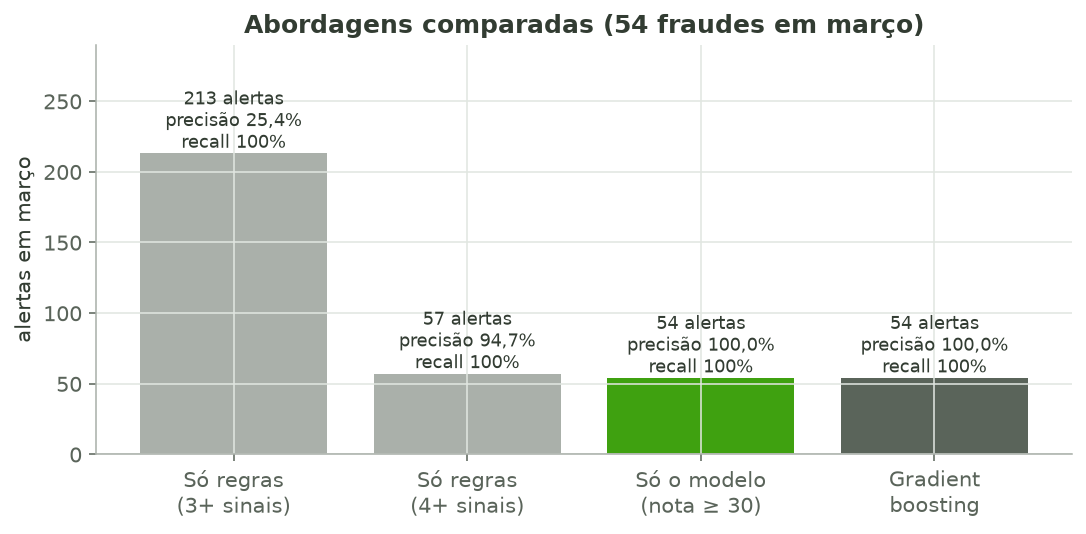 Abordagens comparadas (54 fraudes em março)
alertas em março
250
200
150
100
50
0
213 alertas
precisão 25,4%
recall 100%
57 alertas
precisão 94,7%
recall 100%
54 alertas
precisão 100,0%
recall 100%
54 alertas
precisão 100,0%
recall 100%
Só regras
(3+ sinais)
Só regras
(4+ sinais)
Só o modelo
(nota ≥ 30)
Gradient
boosting